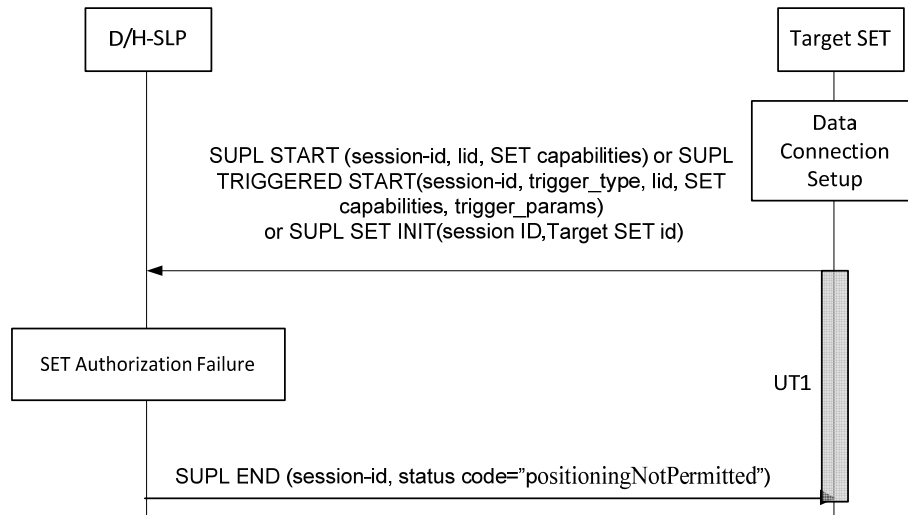 D/H-SLP
Target SET
Data
Connection
Setup
SUPL START (session-id, lid, SET capabilities) or SUPL
TRIGGERED START(session-id, trigger_type, lid, SET
capabilities, trigger_params)
or SUPL SET INIT(session ID,Target SET id)
SET Authorization Failure
UT1
SUPL END (session-id, status code=”positioningNotPermitted”)